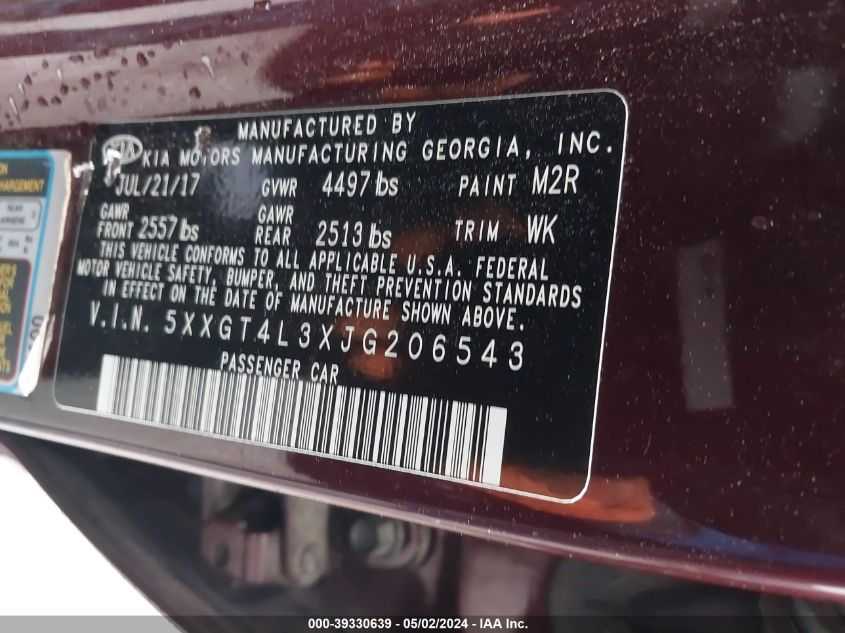 MANUFACTURED BY
KIA KIA MOTORS MANUFACTURING GEORGIA, INC.
JUL/21/17 GVWR 4497 lbs PAINT M2R
GAWR FRONT 2557 lbs GAWR REAR 2513 lbs TRIM WK
THIS VEHICLE CONFORMS TO ALL APPLICABLE U.S.A. FEDERAL
MOTOR VEHICLE SAFETY, BUMPER, AND THEFT PREVENTION STANDARDS
IN EFFECT ON THE DATE OF MANUFACTURE SHOWN ABOVE.
V.I.N. 5XXGT4L3XJG206543
PASSENGER CAR
000-39330639 - 05/02/2024 - IAA Inc.